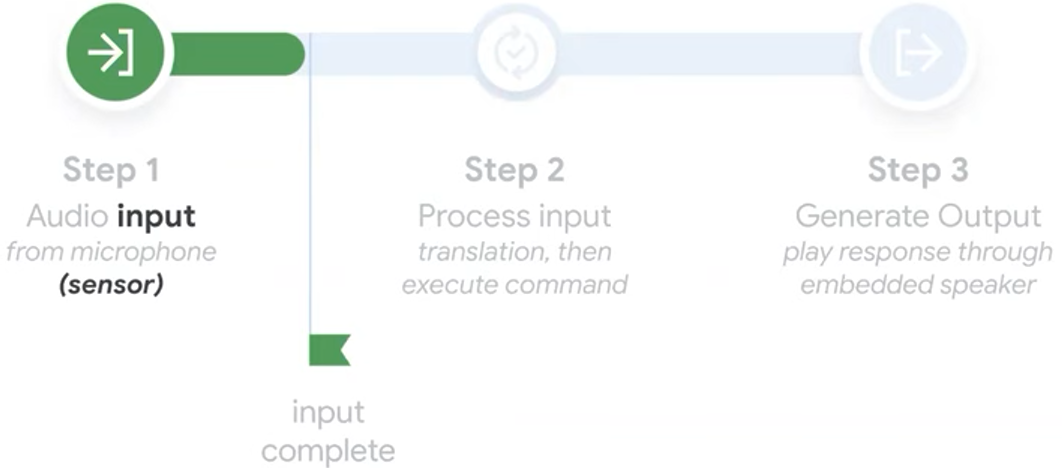 Step 1
Audio input
from microphone
(sensor)
Step 2
Process input
translation, then
execute command
Step 3
Generate Output
play response through
embedded speaker
input
complete